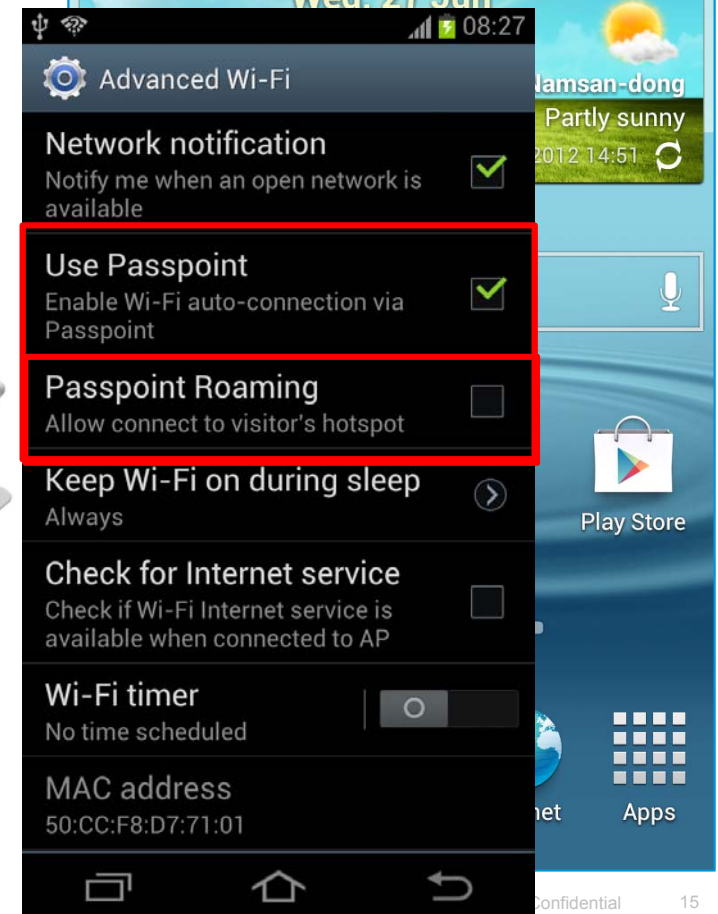 Wed. 27 Jun
08:27
Advanced Wi-Fi
Namsan-dong
Partly sunny
2012 14:51
Network notification
Notify me when an open network is
available
Use Passpoint
Enable Wi-Fi auto-connection via
Passpoint
Passpoint Roaming
Allow connect to visitor's hotspot
Keep Wi-Fi on during sleep
Always
Play Store
Check for Internet service
Check if Wi-Fi Internet service is
available when connected to AP
Wi-Fi timer
No time scheduled
MAC address
50:CC:F8:D7:71:01
net
Apps
Confidential
15